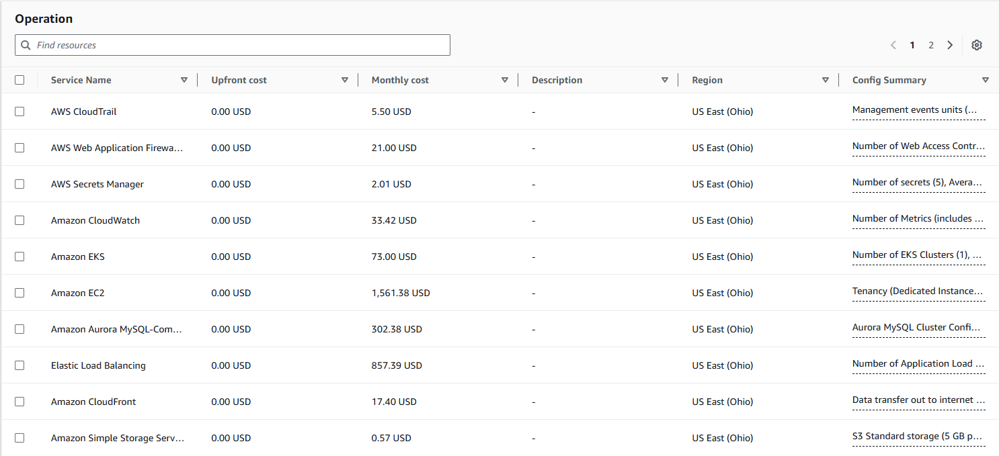 Operation
Find resources
1 2
Service Name Upfront cost Monthly cost Description Region Config Summary
AWS CloudTrail 0.00 USD 5.50 USD - US East (Ohio) Management events units (...
AWS Web Application Firewa... 0.00 USD 21.00 USD - US East (Ohio) Number of Web Access Contr...
AWS Secrets Manager 0.00 USD 2.01 USD - US East (Ohio) Number of secrets (5), Avera...
Amazon CloudWatch 0.00 USD 33.42 USD - US East (Ohio) Number of Metrics (includes ...
Amazon EKS 0.00 USD 73.00 USD - US East (Ohio) Number of EKS Clusters (1), ...
Amazon EC2 0.00 USD 1,561.38 USD - US East (Ohio) Tenancy (Dedicated Instance...
Amazon Aurora MySQL-Com... 0.00 USD 302.38 USD - US East (Ohio) Aurora MySQL Cluster Confi...
Elastic Load Balancing 0.00 USD 857.39 USD - US East (Ohio) Number of Application Load ...
Amazon CloudFront 0.00 USD 17.40 USD - US East (Ohio) Data transfer out to internet ...
Amazon Simple Storage Serv... 0.00 USD 0.57 USD - US East (Ohio) S3 Standard storage (5 GB p...